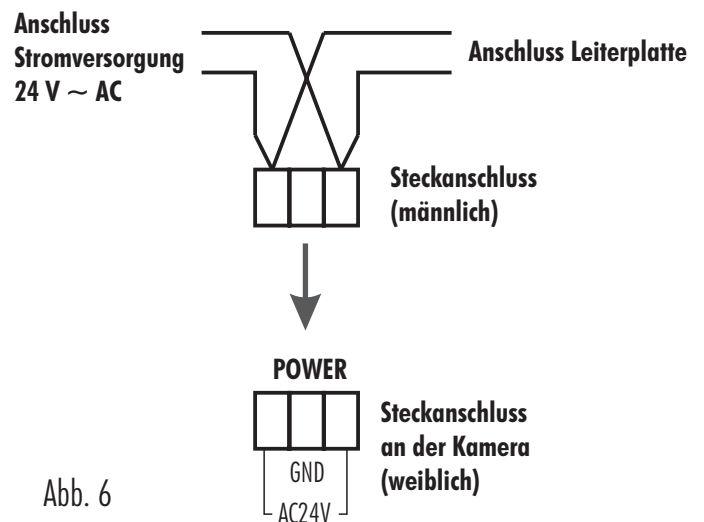 Anschluss
Stromversorgung
24 V ~ AC
Anschluss Leiterplatte
Steckanschluss
(männlich)
POWER
Steckanschluss
an der Kamera
(weiblich)
GND
AC24V
Abb. 6